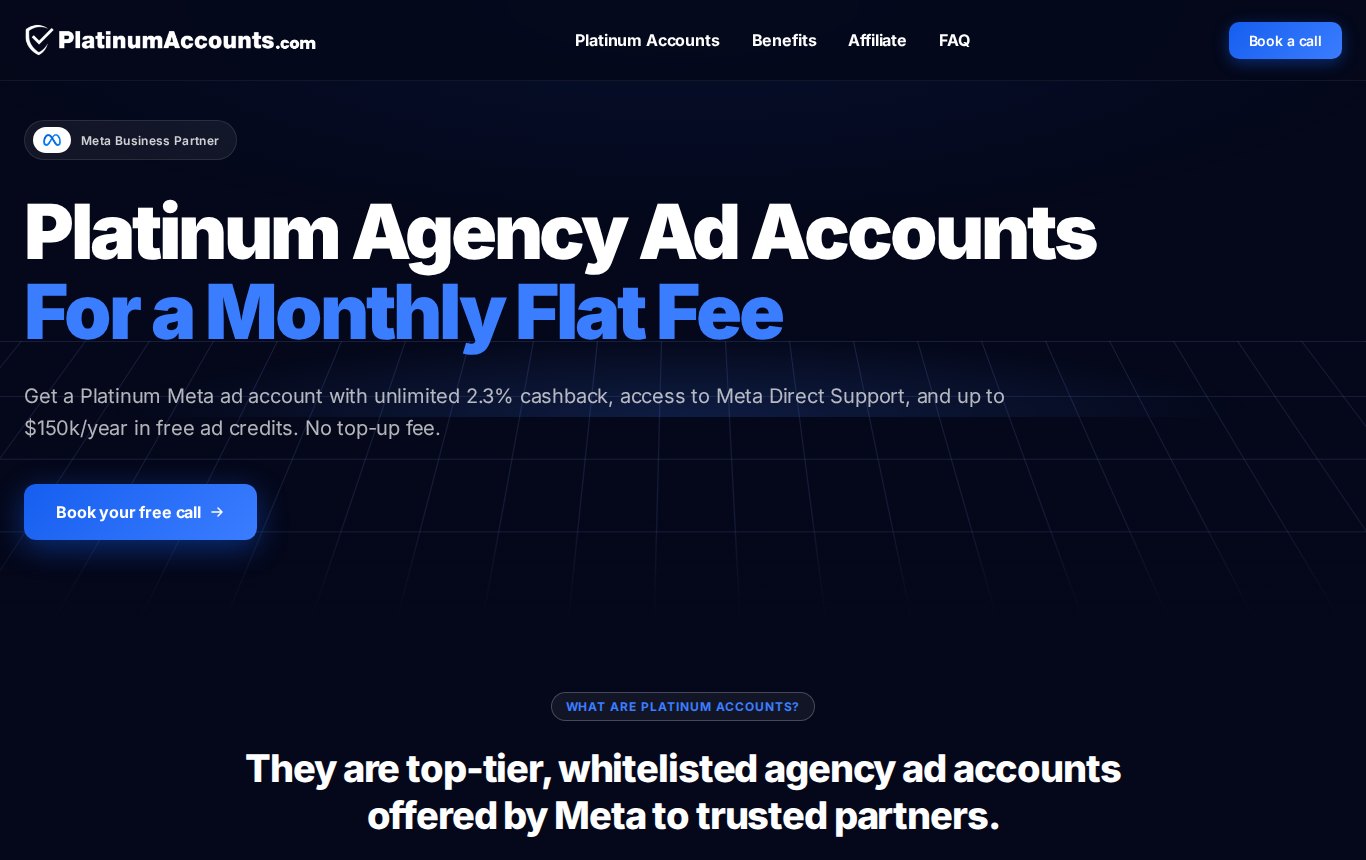 PlatinumAccounts.com
Platinum Accounts
Benefits
Affiliate
FAQ
Book a call
Meta Business Partner
Platinum Agency Ad Accounts
For a Monthly Flat Fee
Get a Platinum Meta ad account with unlimited 2.3% cashback, access to Meta Direct Support, and up to
$150k/year in free ad credits. No top-up fee.
Book your free call →
WHAT ARE PLATINUM ACCOUNTS?
They are top-tier, whitelisted agency ad accounts
offered by Meta to trusted partners.